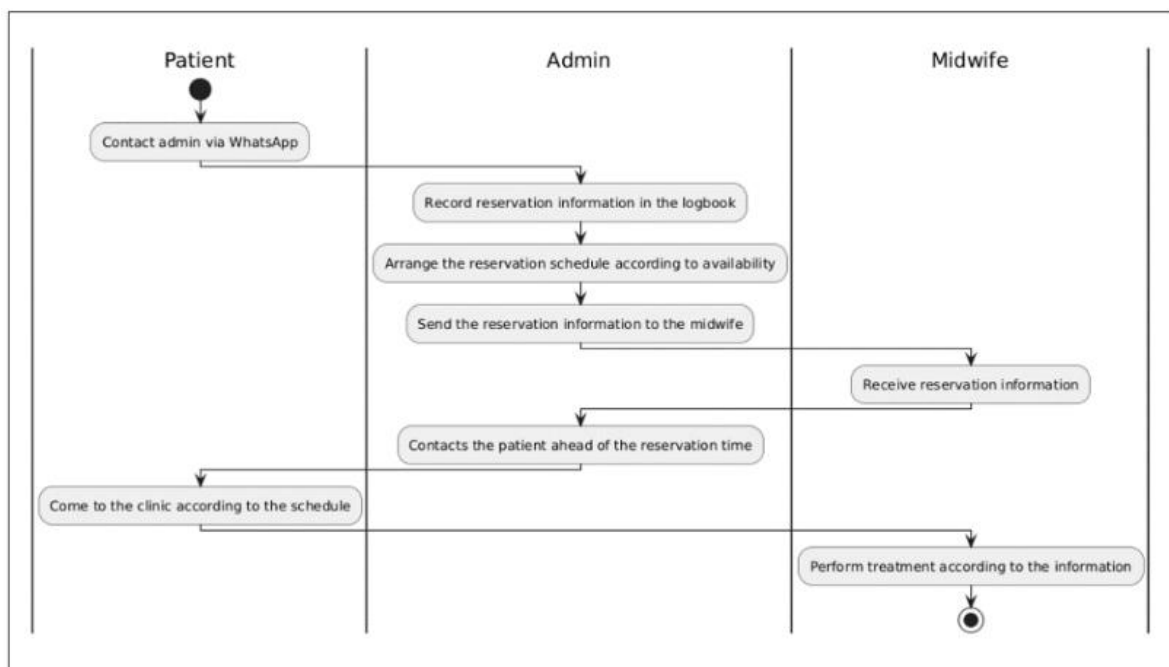 Patient
Admin
Midwife
Contact admin via WhatsApp
Record reservation information in the logbook
Arrange the reservation schedule according to availability
Send the reservation information to the midwife
Receive reservation information
Contacts the patient ahead of the reservation time
Come to the clinic according to the schedule
Perform treatment according to the information